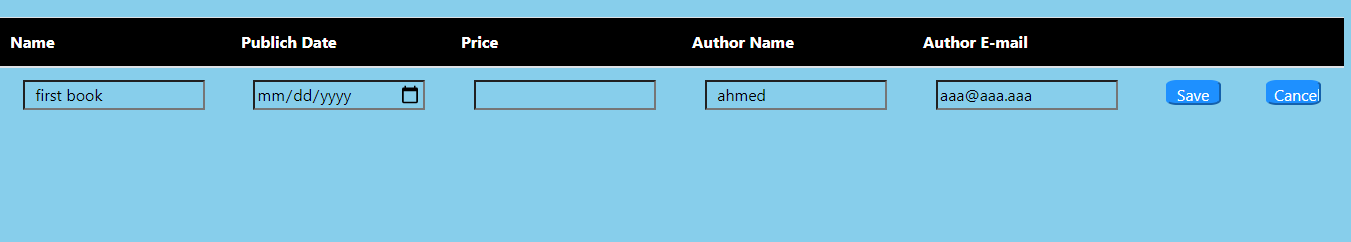 Name Publich Date Price Author Name Author E-mail
first book mm/dd/yyyy ahmed aaa@aaa.aaa Save Cancel